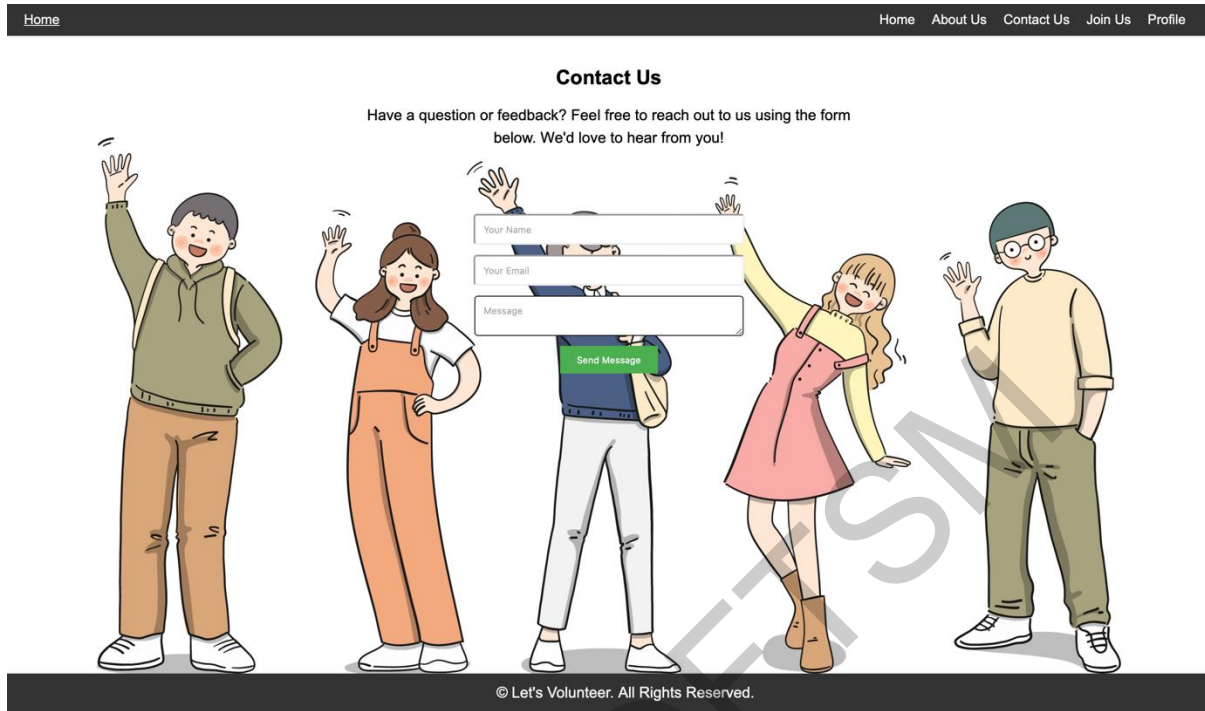 Home
Home About Us Contact Us Join Us Profile
Contact Us
Have a question or feedback? Feel free to reach out to us using the form
below. We'd love to hear from you!
Your Name
Your Email
Message
Send Message
© Let's Volunteer. All Rights Reserved.